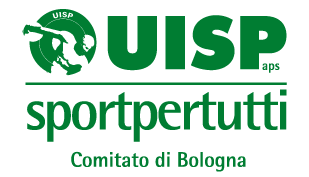 UISP
UISP
aps
sportpertutti
Comitato di Bologna